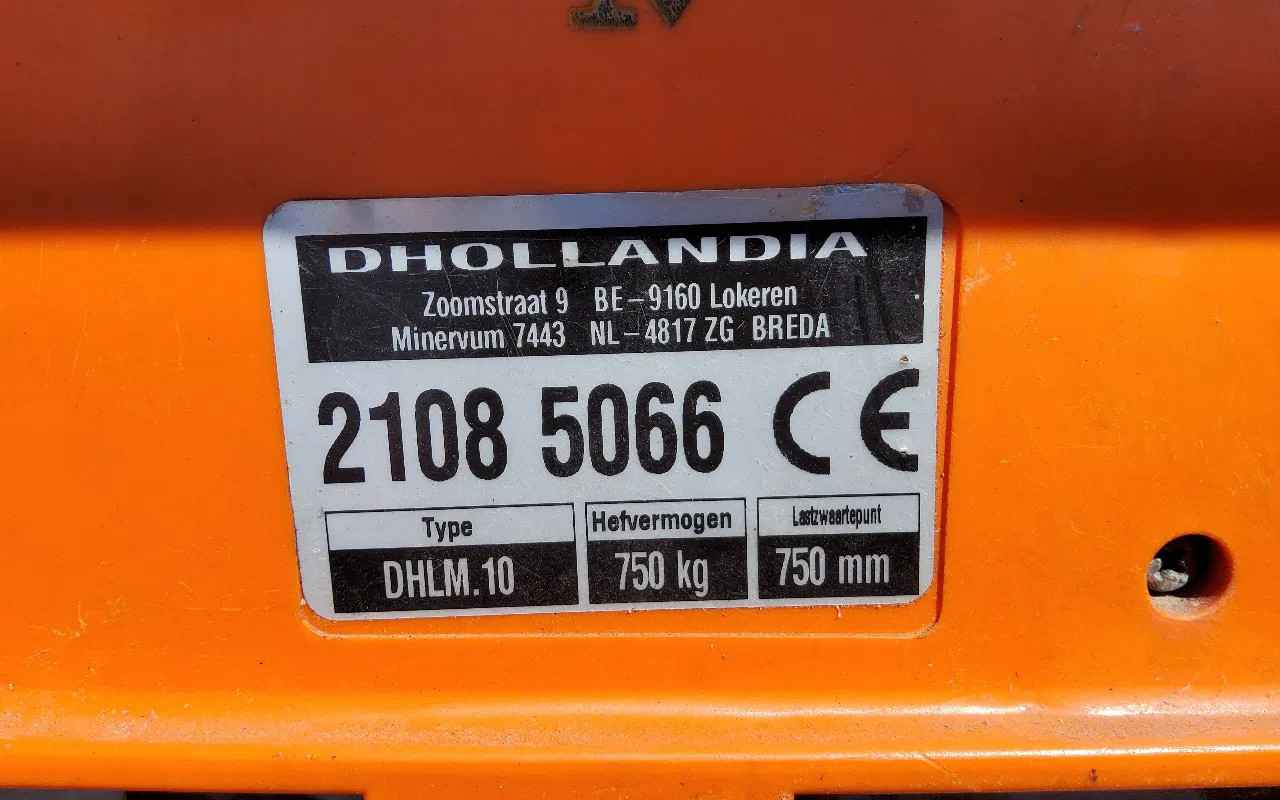 DHOLLANDIA
Zoomstraat 9 BE-9160 Lokeren
Minervum 7443 NL-4817 ZG BREDA
2108 5066 CE
Type Hefvermogen Lastzwaartepunt
DHLM.10 750 kg 750 mm